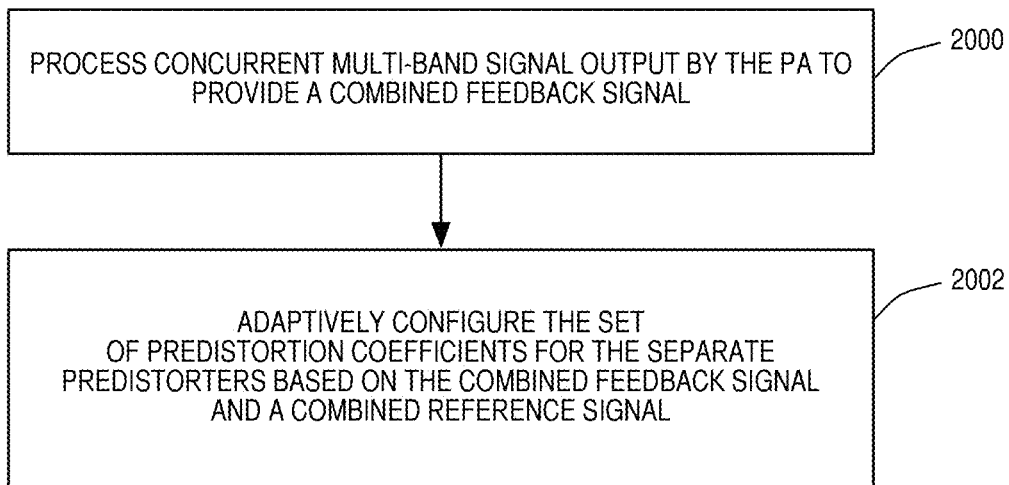 PROCESS CONCURRENT MULTI-BAND SIGNAL OUTPUT BY THE PA TO
PROVIDE A COMBINED FEEDBACK SIGNAL
2000
ADAPTIVELY CONFIGURE THE SET
OF PREDISTORTION COEFFICIENTS FOR THE SEPARATE
PREDISTORTERS BASED ON THE COMBINED FEEDBACK SIGNAL
AND A COMBINED REFERENCE SIGNAL
2002